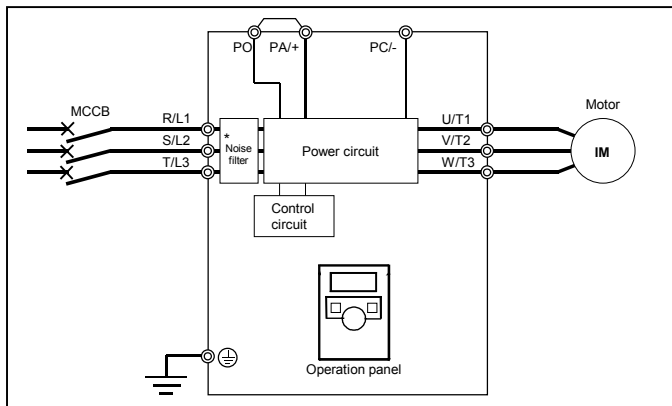 PO PA/+ PC/-
MCCB
R/L1
S/L2
T/L3
*
Noise
filter
Power circuit
U/T1
V/T2
W/T3
Motor
IM
Control
circuit
Operation panel